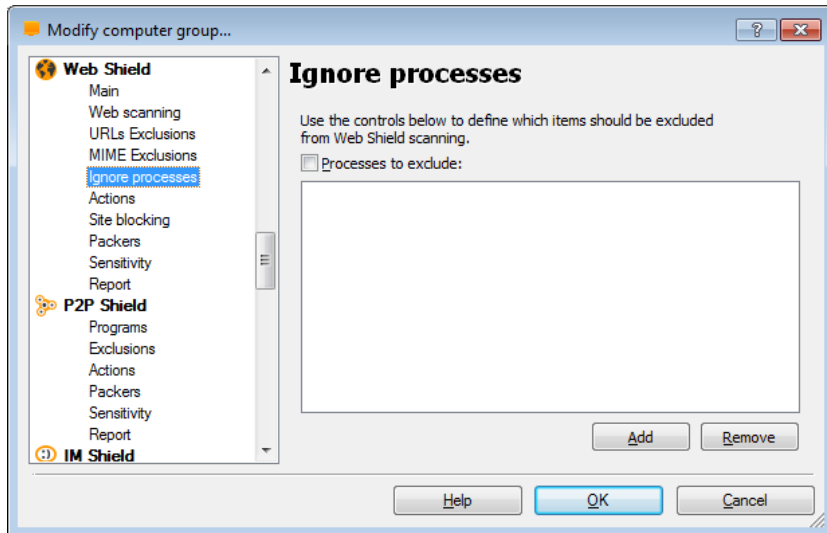 Modify computer group...
Web Shield
Main
Web scanning
URLs Exclusions
MIME Exclusions
Ignore processes
Actions
Site blocking
Packers
Sensitivity
Report
P2P Shield
Programs
Exclusions
Actions
Packers
Sensitivity
Report
IM Shield
Ignore processes
Use the controls below to define which items should be excluded
from Web Shield scanning.
Processes to exclude:
Add Remove
Help OK Cancel